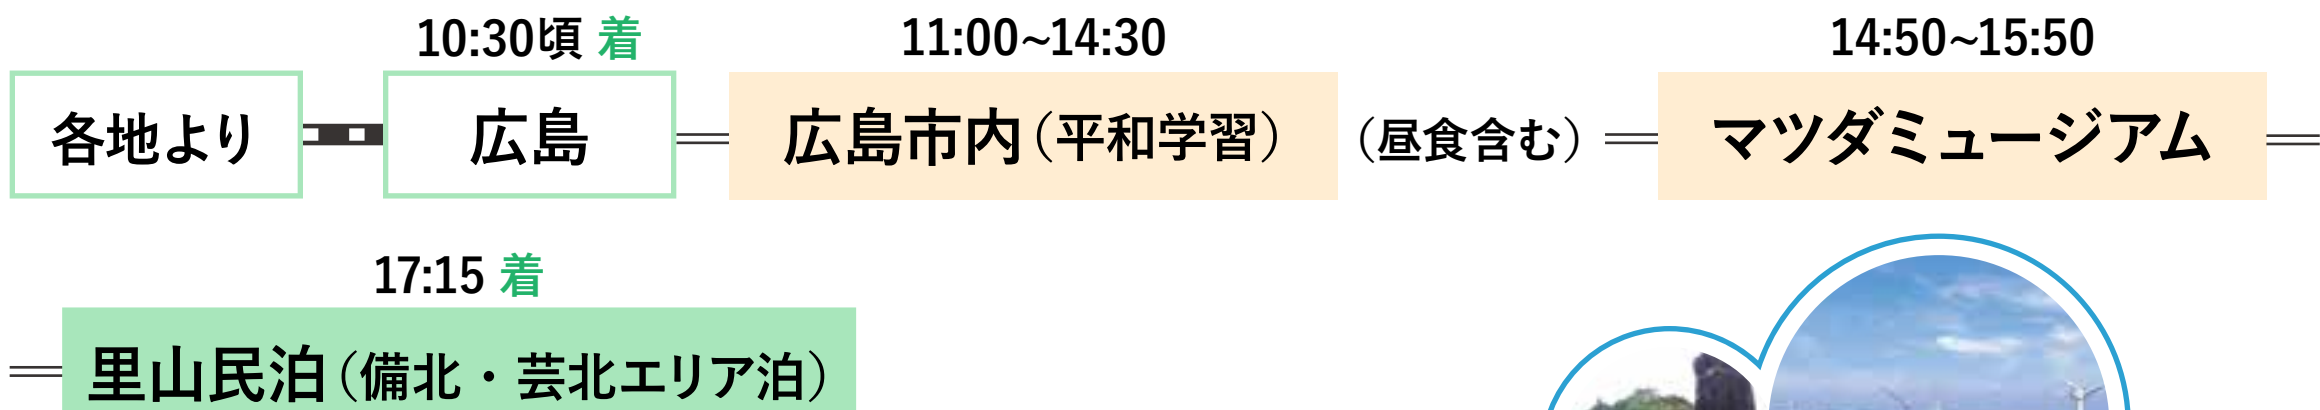 10:30頃 着 11:00~14:30 14:50~15:50
各地より 広島 広島市内(平和学習) (昼食含む) マツダミュージアム
17:15 着
里山民泊(備北・芸北エリア泊)